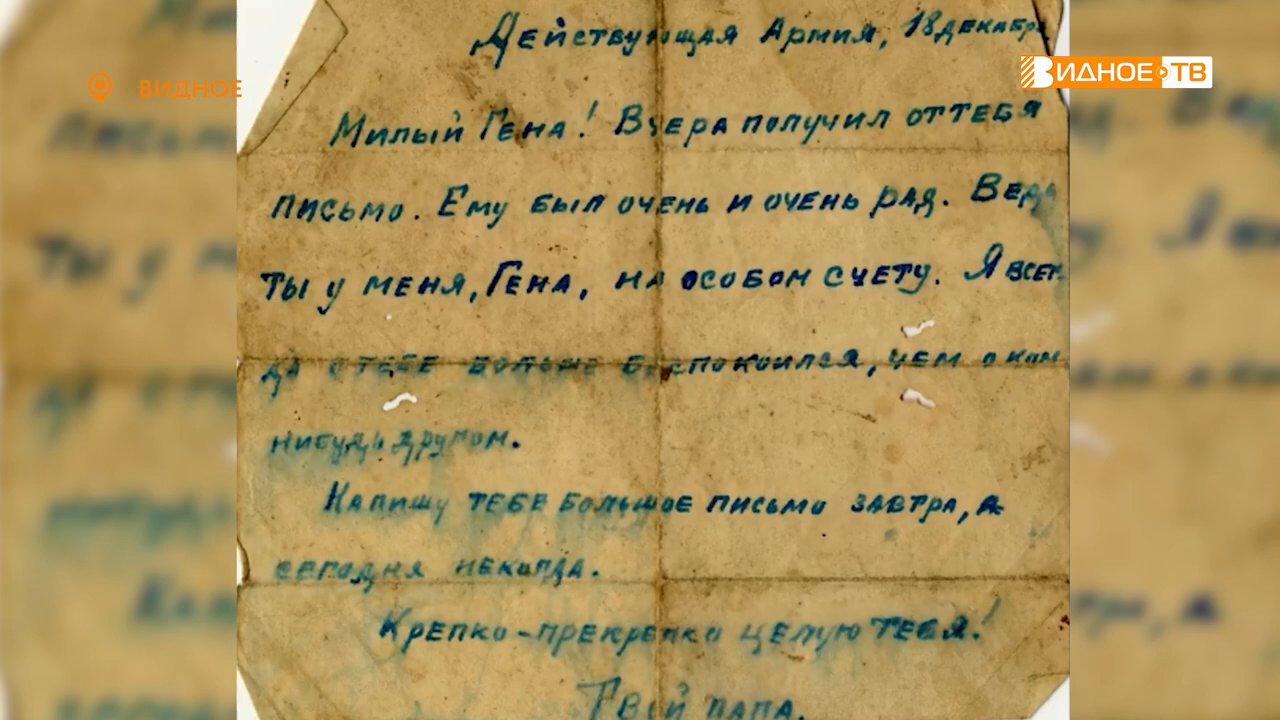 Действующая Армия, 18 декабря
ВИДНОЕ
ВИДНОЕ ТВ
Милый Гена! Вчера получил от тебя
письмо. Ему был очень и очень рад. Ведь
ты у меня, Гена, на особом счету. Я всег-
да о тебе больше беспокоился, чем о ком
нибудь другом.
Напишу тебе большое письмо завтра, а
сегодня некогда.
Крепко-прекрепко целую тебя!
Твой папа.